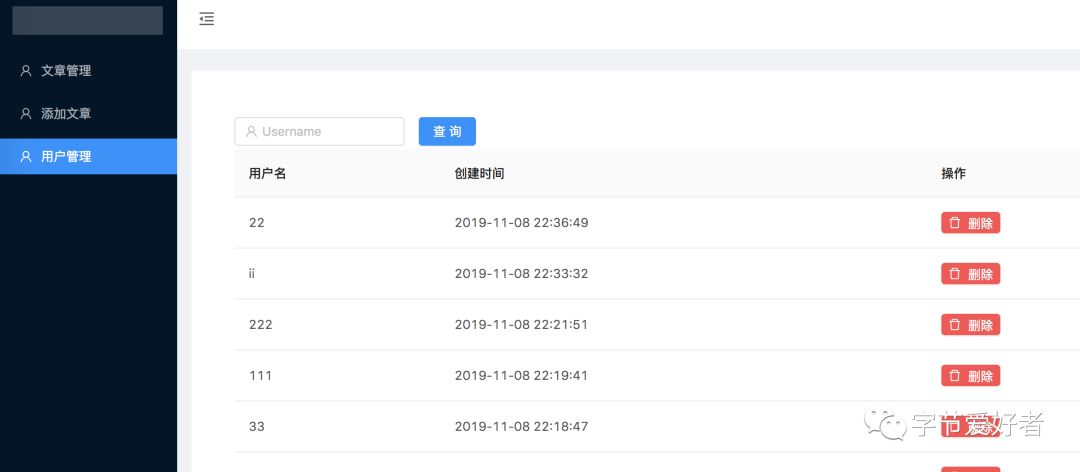 文章管理
添加文章
用户管理
Username 查 询
用户名 创建时间 操作
22 2019-11-08 22:36:49 删除
ii 2019-11-08 22:33:32 删除
222 2019-11-08 22:21:51 删除
111 2019-11-08 22:19:41 删除
33 2019-11-08 22:18:47 删除
字节爱好者